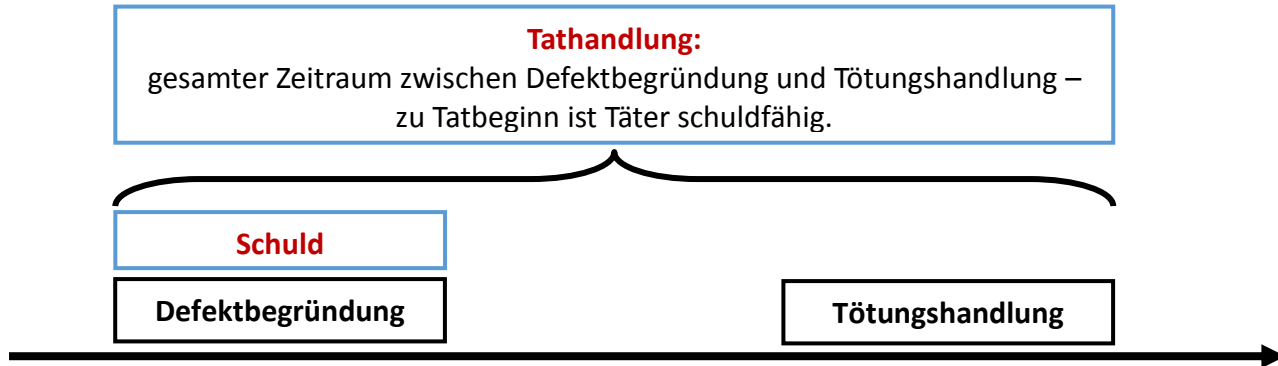 Tathandlung:
gesamter Zeitraum zwischen Defektbegründung und Tötungshandlung –
zu Tatbeginn ist Täter schuldfähig.
Schuld
Defektbegründung
Tötungshandlung